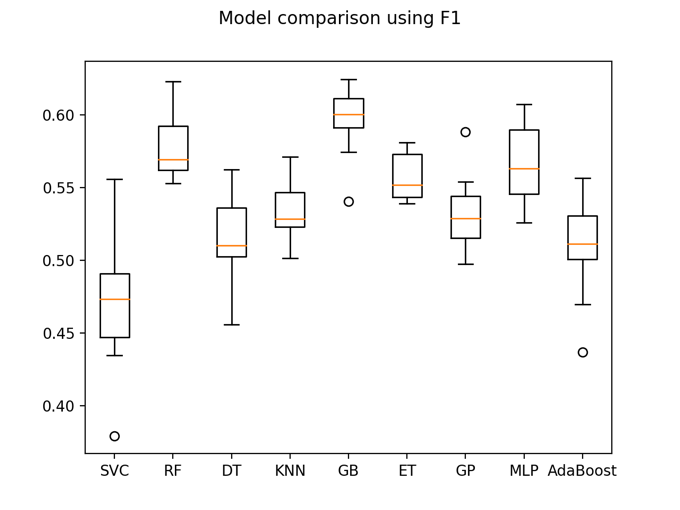 Model comparison using F1
0.60
0.55
0.50
0.45
0.40
SVC RF DT KNN GB ET GP MLP AdaBoost